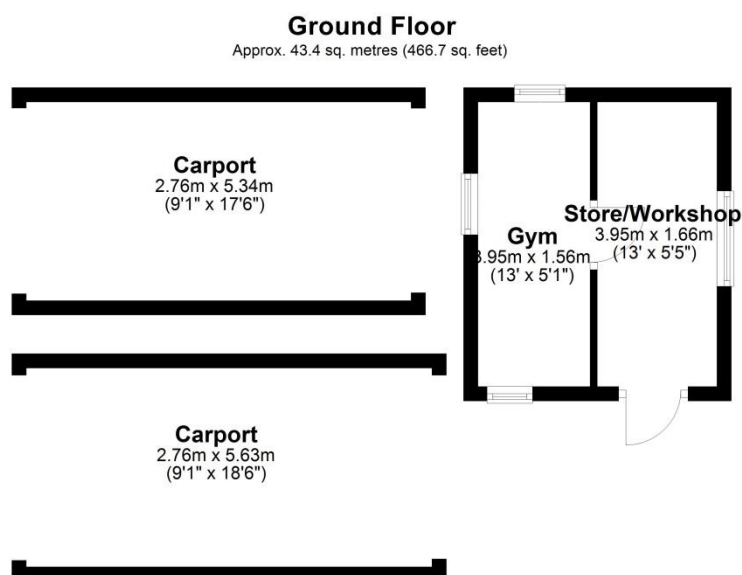 Ground Floor
Approx. 43.4 sq. metres (466.7 sq. feet)
Carport
2.76m x 5.34m
(9'1" x 17'6")
Gym
3.95m x 1.56m
(13' x 5'1")
Store/Workshop
3.95m x 1.66m
(13' x 5'5")
Carport
2.76m x 5.63m
(9'1" x 18'6")